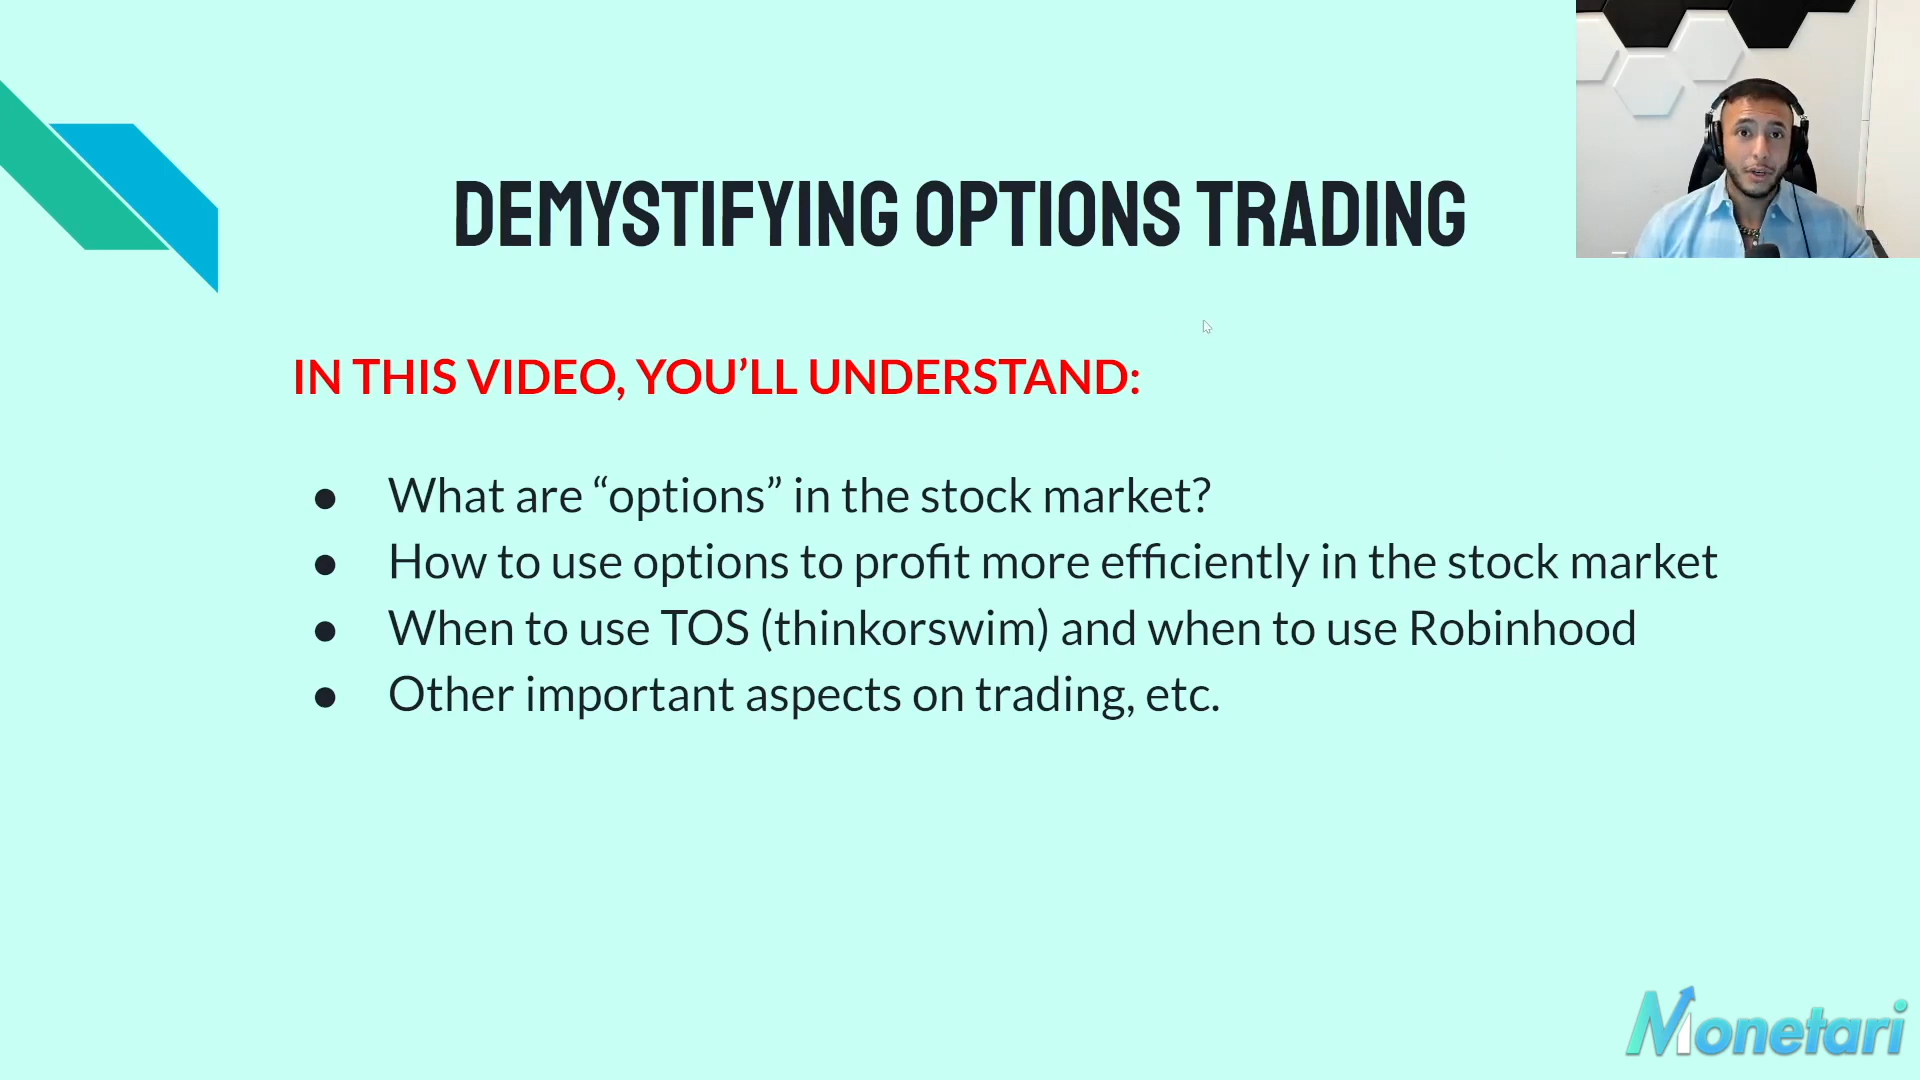 DEMYSTIFYING OPTIONS TRADING
IN THIS VIDEO, YOU’LL UNDERSTAND:
● What are “options” in the stock market?
● How to use options to profit more efficiently in the stock market
● When to use TOS (thinkorswim) and when to use Robinhood
● Other important aspects on trading, etc.
Monetari